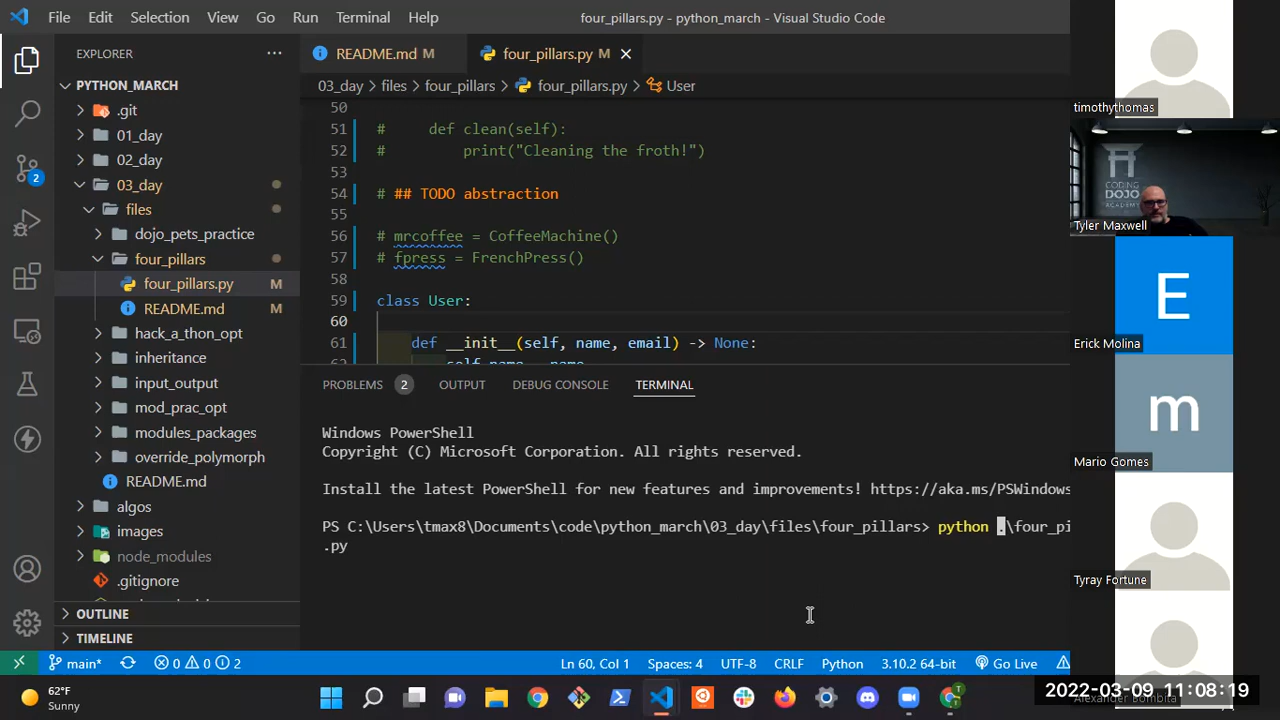 File Edit Selection View Go Run Terminal Help
four_pillars.py - python_march - Visual Studio Code
EXPLORER
PYTHON_MARCH
.git
01_day
02_day
03_day
files
dojo_pets_practice
four_pillars
four_pillars.py M
README.md M
hack_a_thon_opt
inheritance
input_output
mod_prac_opt
modules_packages
override_polymorph
README.md
algos
images
node_modules
.gitignore
OUTLINE
TIMELINE
README.md M
four_pillars.py M
03_day > files > four_pillars > four_pillars.py > User
50
51 #     def clean(self):
52 #         print("Cleaning the froth!")
53
54 # ## TODO abstraction
55
56 # mrcoffee = CoffeeMachine()
57 # fpress = FrenchPress()
58
59 class User:
60
61     def __init__(self, name, email) -> None:
PROBLEMS 2 OUTPUT DEBUG CONSOLE TERMINAL
Windows PowerShell
Copyright (C) Microsoft Corporation. All rights reserved.
Install the latest PowerShell for new features and improvements! https://aka.ms/PSWindows
PS C:\Users\tmax8\Documents\code\python_march\03_day\files\four_pillars> python .\four_pi
.py
main* 0 0 2 Ln 60, Col 1 Spaces: 4 UTF-8 CRLF Python 3.10.2 64-bit Go Live
2
62°F
Sunny
timothythomas
CODING
DOJO
ACADEMY
Tyler Maxwell
E
Erick Molina
m
Mario Gomes
Tyray Fortune
2022-03-09 11:08:19